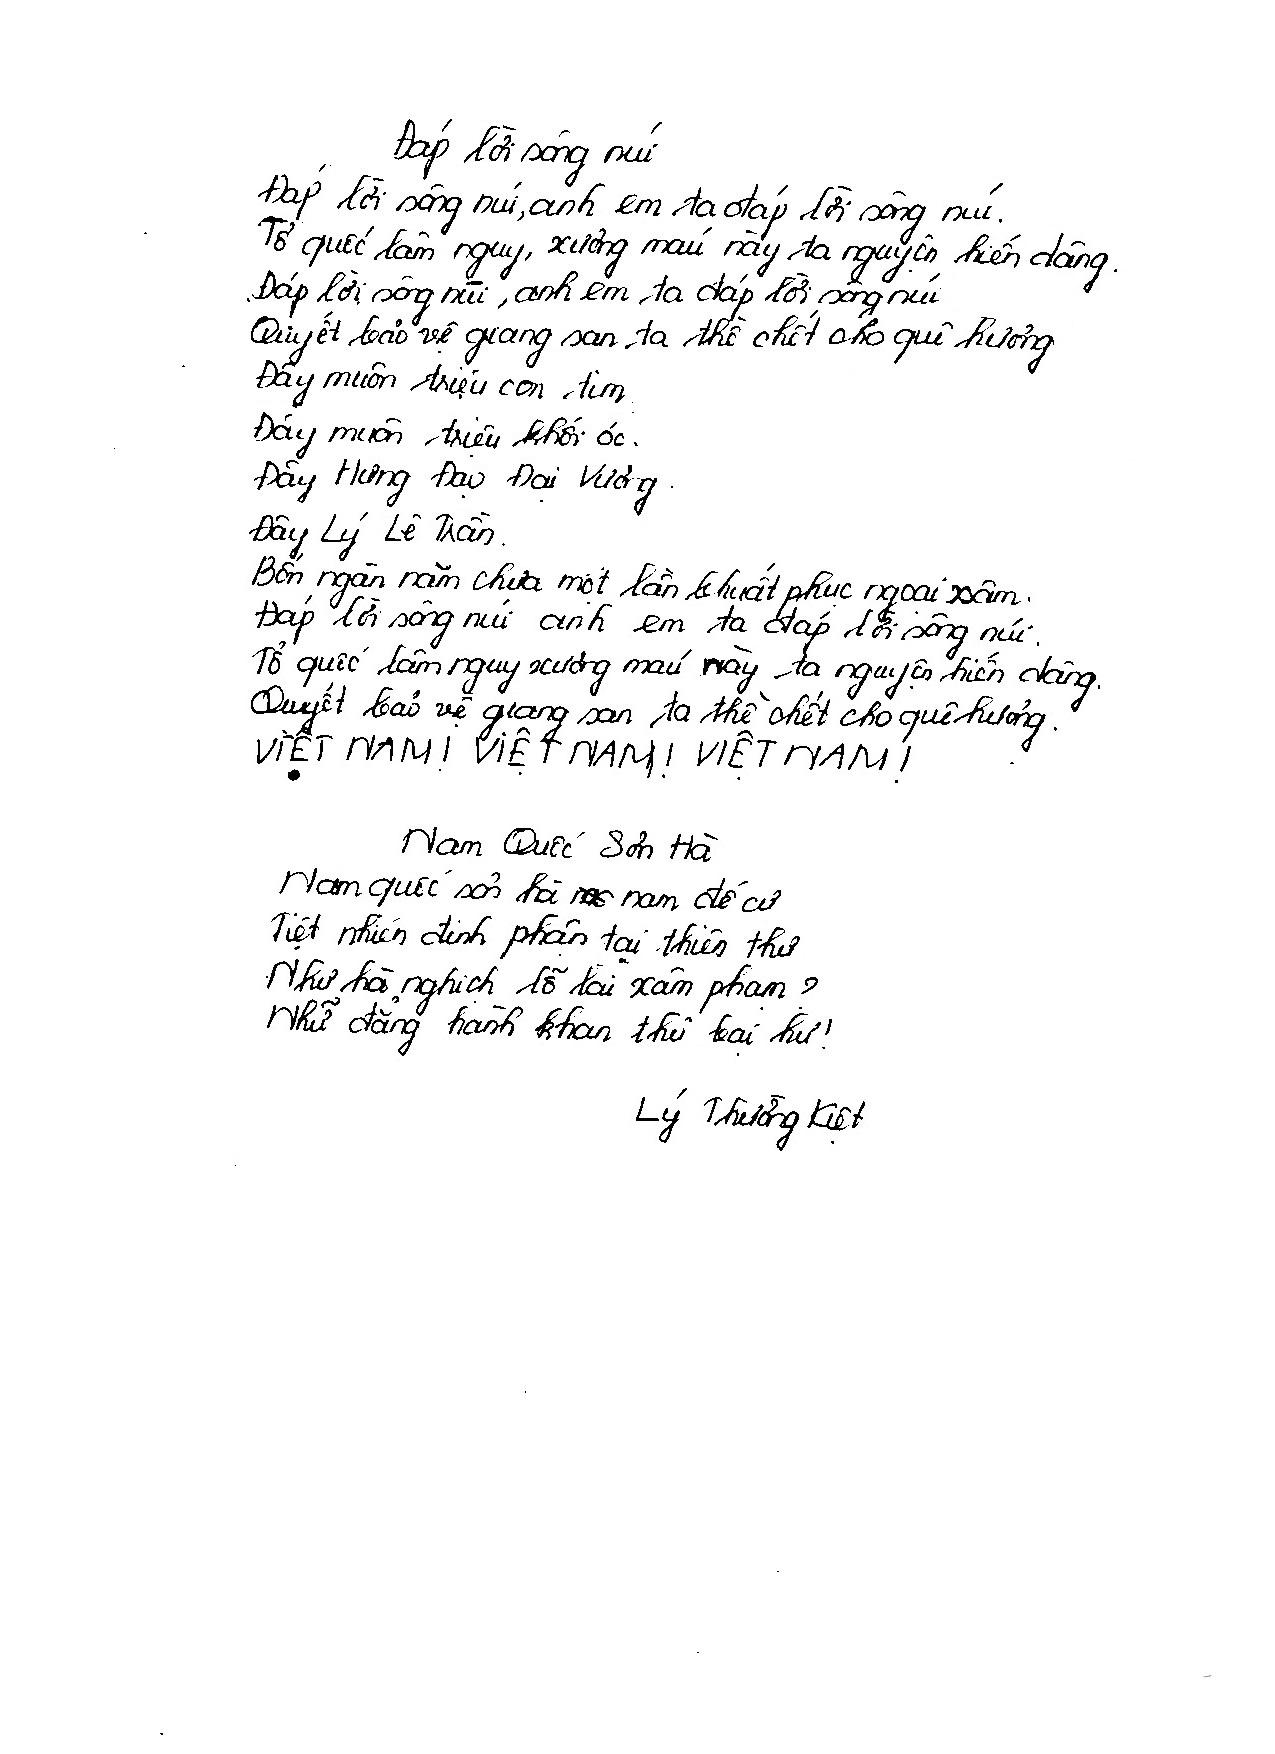 Đáp lời sông núi
Đáp lời sông núi, anh em ta đáp lời sông núi.
Tổ quốc lâm nguy, xương máu này ta nguyện hiến dâng.
Đáp lời sông núi, anh em ta đáp lời sông núi
Quyết bảo vệ giang san ta thề chết cho quê hương
Đây muôn triệu con tim
Đây muôn triệu khối óc.
Đây Hưng Đạo Đại Vương.
Đây Lý Lê Trần.
Bốn ngàn năm chưa một lần khuất phục ngoại xâm.
Đáp lời sông núi anh em ta đáp lời sông núi.
Tổ quốc lâm nguy xương máu này ta nguyện hiến dâng.
Quyết bảo vệ giang san ta thề chết cho quê hương.
VIỆT NAM! VIỆT NAM! VIỆT NAM!
Nam Quốc Sơn Hà
Nam quốc sơn hà nam đế cư
Tiệt nhiên định phận tại thiên thư
Như hà nghịch lỗ lai xâm phạm?
Nhữ đẳng hành khan thủ bại hư!
Lý Thường Kiệt